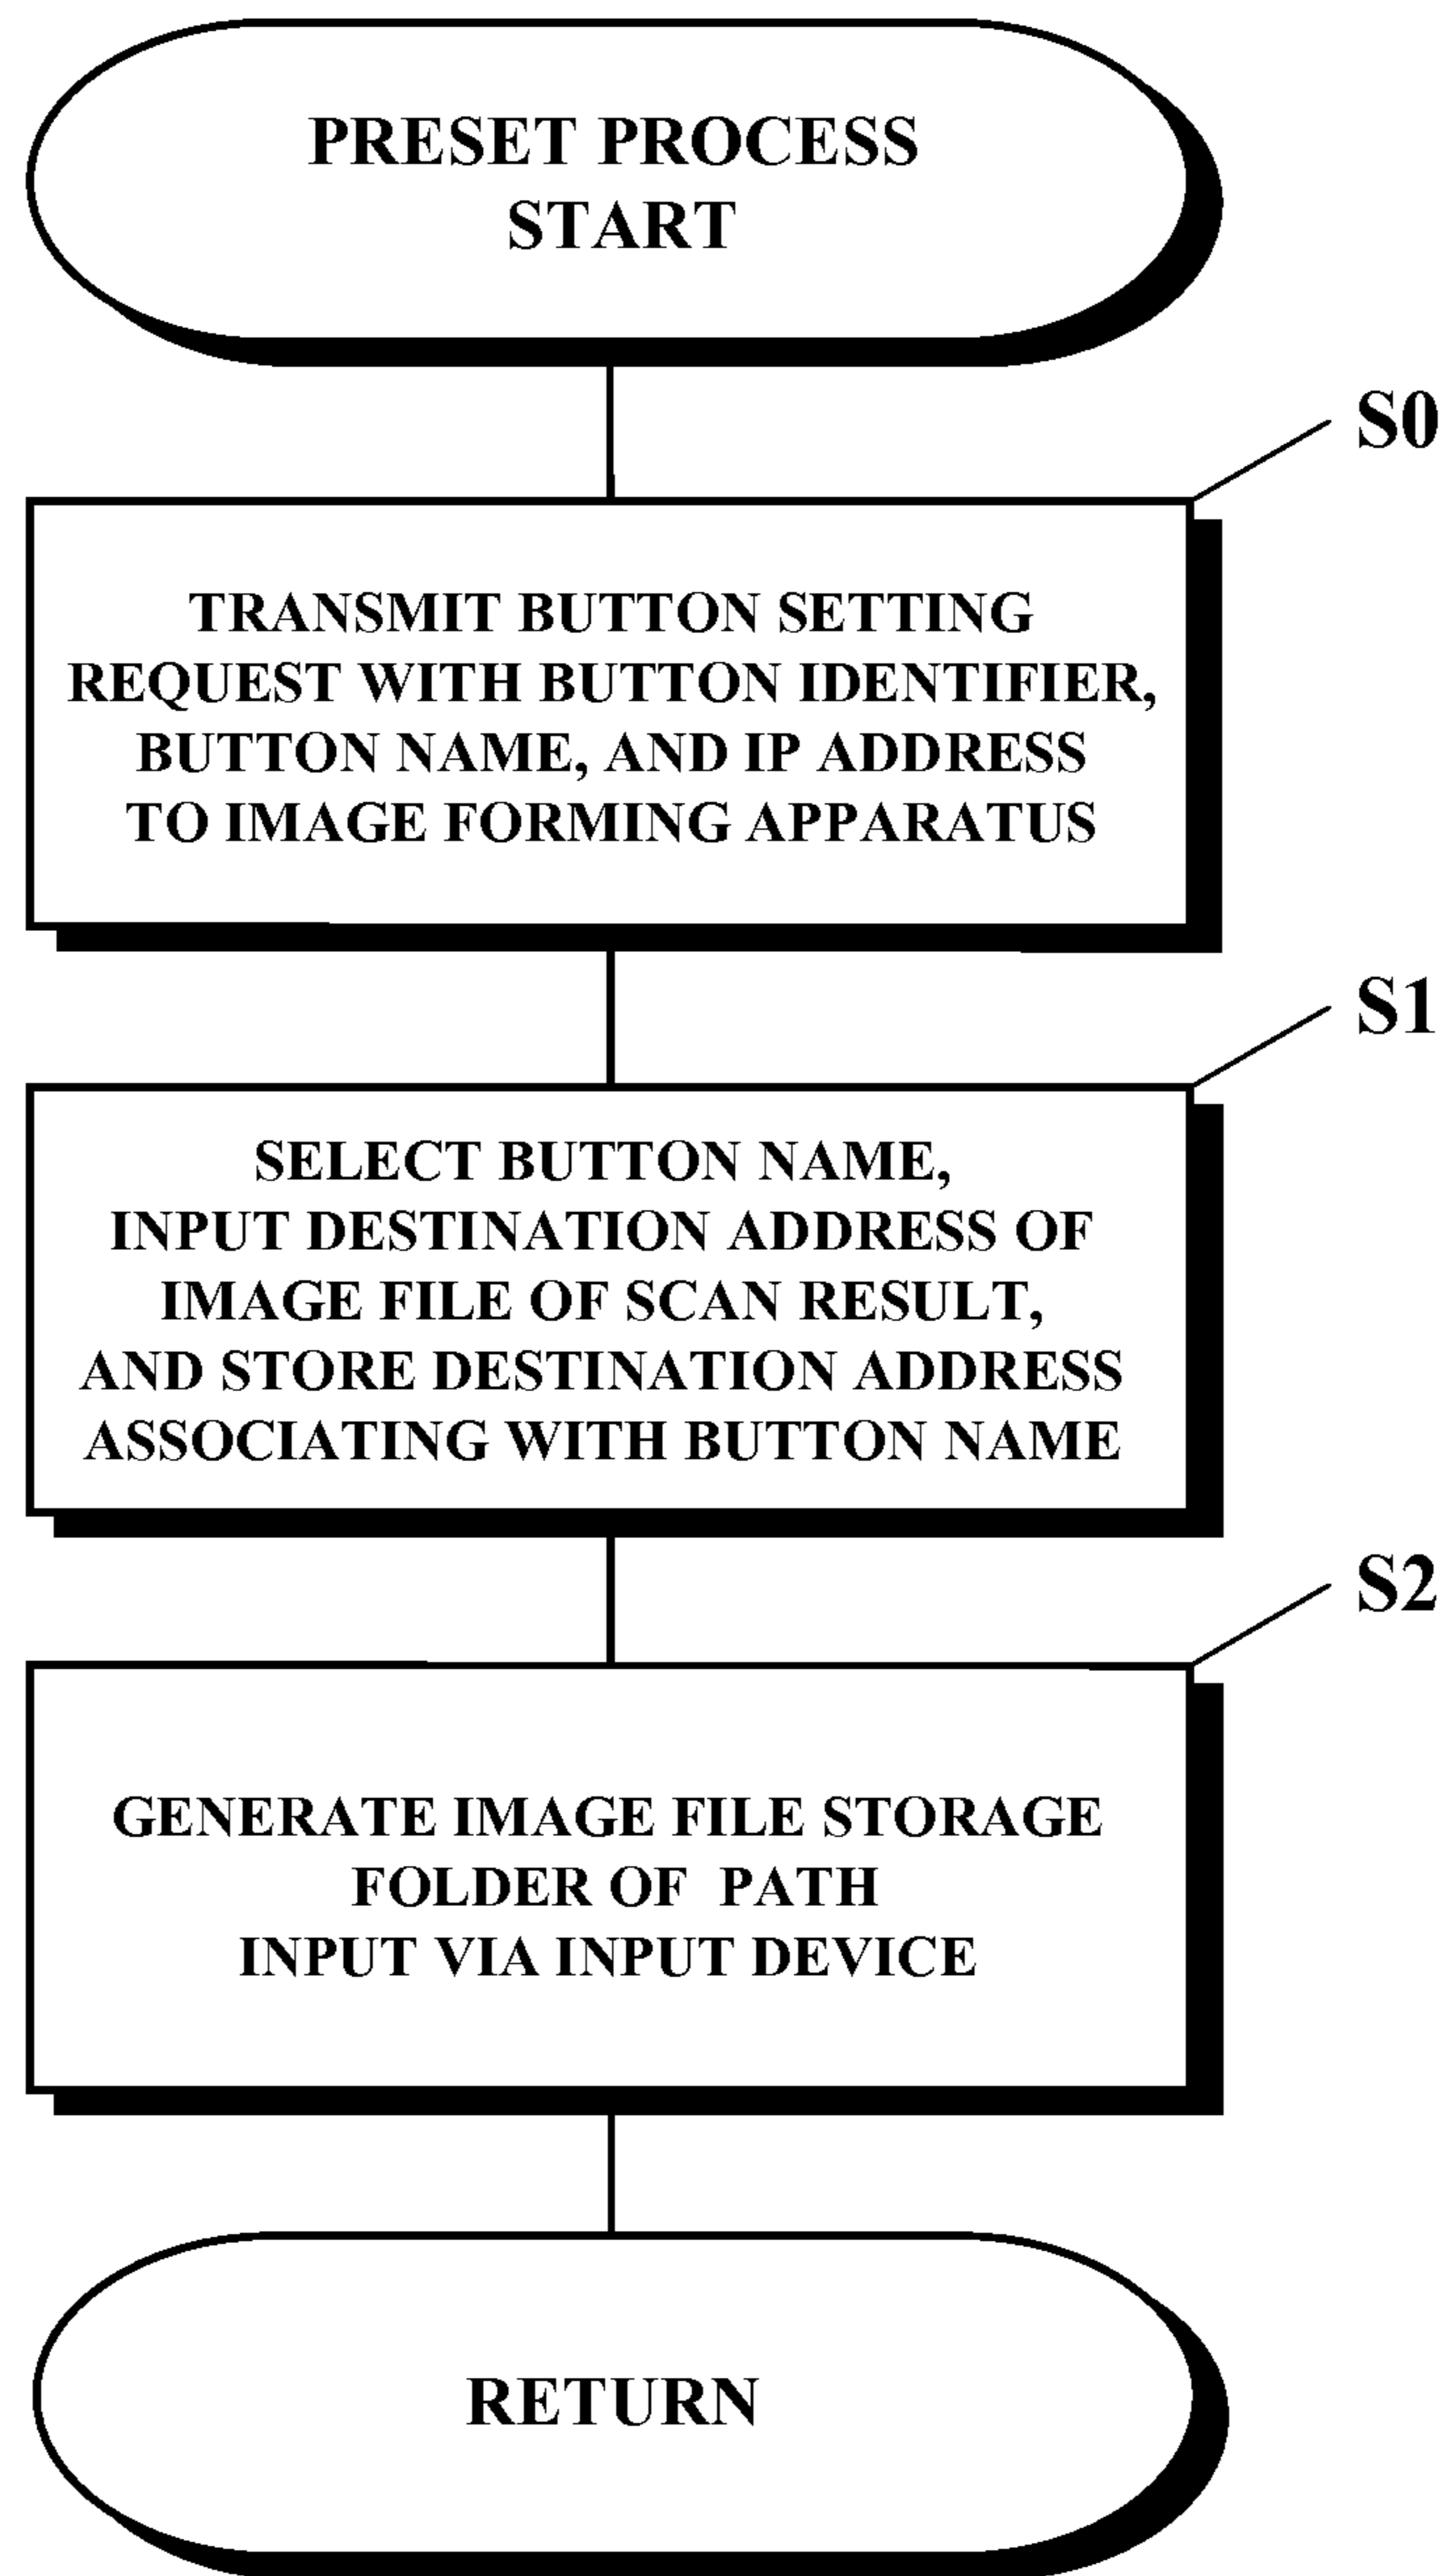 PRESET PROCESS
START
S0
TRANSMIT BUTTON SETTING
REQUEST WITH BUTTON IDENTIFIER,
BUTTON NAME, AND IP ADDRESS
TO IMAGE FORMING APPARATUS
S1
SELECT BUTTON NAME,
INPUT DESTINATION ADDRESS OF
IMAGE FILE OF SCAN RESULT,
AND STORE DESTINATION ADDRESS
ASSOCIATING WITH BUTTON NAME
S2
GENERATE IMAGE FILE STORAGE
FOLDER OF PATH
INPUT VIA INPUT DEVICE
RETURN